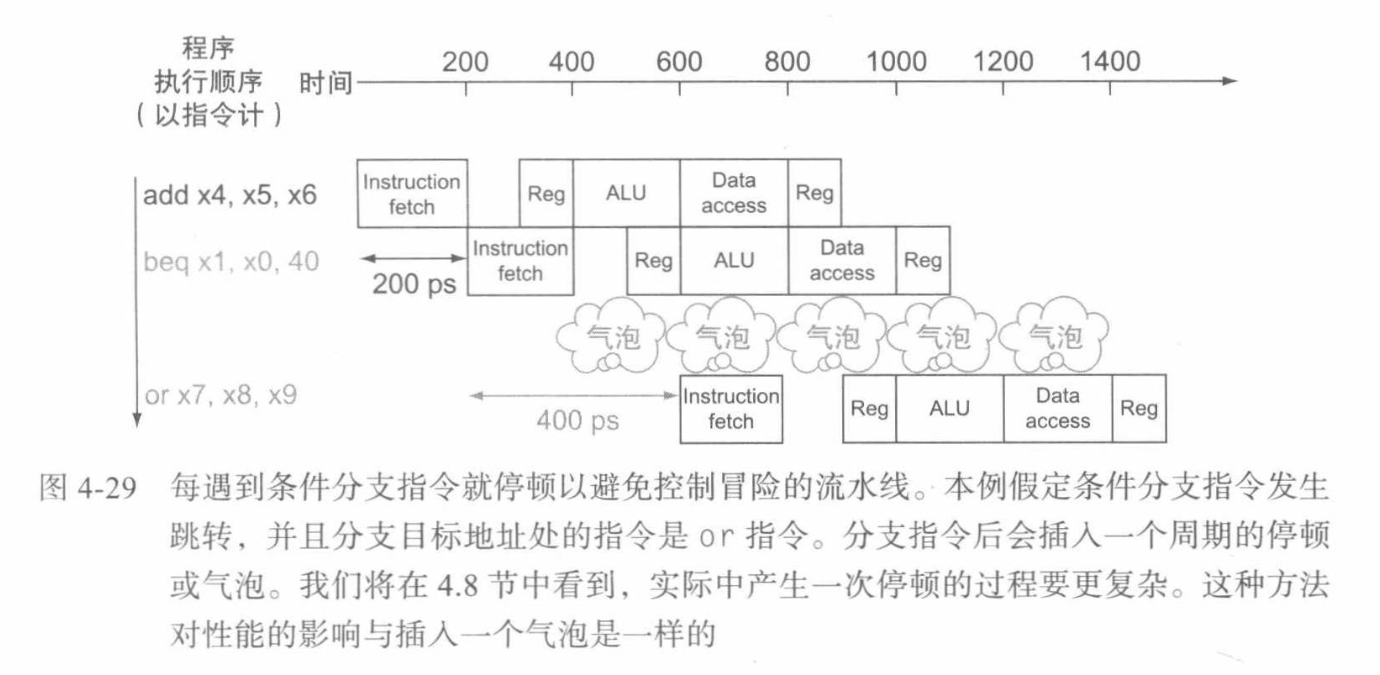 程序
执行顺序
（以指令计）
时间
200 400 600 800 1000 1200 1400
add x4, x5, x6
Instruction fetch
Reg
ALU
Data access
Reg
beq x1, x0, 40
200 ps
Instruction fetch
Reg
ALU
Data access
Reg
气泡 气泡 气泡 气泡 气泡
or x7, x8, x9
400 ps
Instruction fetch
Reg
ALU
Data access
Reg
图 4-29 每遇到条件分支指令就停顿以避免控制冒险的流水线。本例假定条件分支指令发生
跳转，并且分支目标地址处的指令是 or 指令。分支指令后会插入一个周期的停顿
或气泡。我们将在 4.8 节中看到，实际中产生一次停顿的过程要更复杂。这种方法
对性能的影响与插入一个气泡是一样的